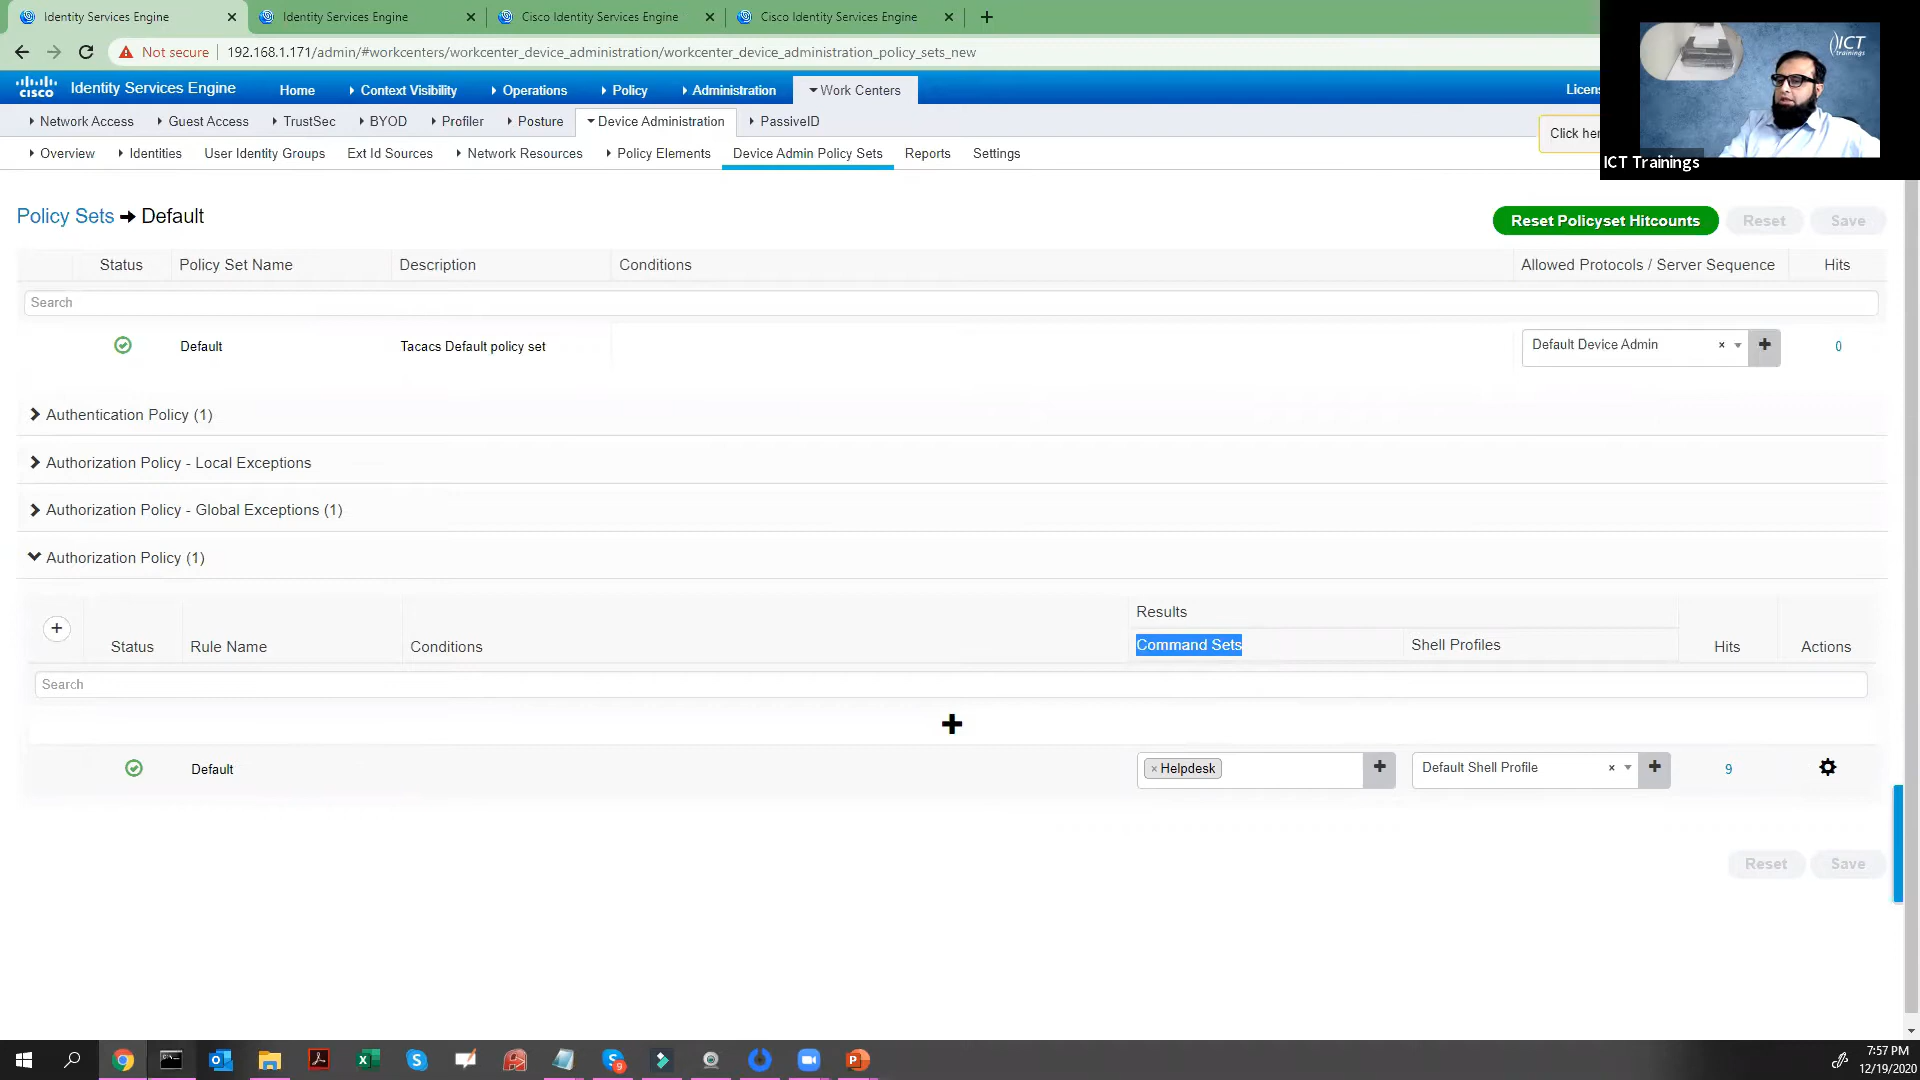 Identity Services Engine
Identity Services Engine
Cisco Identity Services Engine
Cisco Identity Services Engine
Not secure
192.168.1.171/admin/#workcenters/workcenter_device_administration/workcenter_device_administration_policy_sets_new
ICT
trainings
ICT Trainings
cisco
Identity Services Engine
Home
Context Visibility
Operations
Policy
Administration
Work Centers
Licens
Network Access
Guest Access
TrustSec
BYOD
Profiler
Posture
Device Administration
PassiveID
Click her
Overview
Identities
User Identity Groups
Ext Id Sources
Network Resources
Policy Elements
Device Admin Policy Sets
Reports
Settings
Policy Sets → Default
Reset Policyset Hitcounts
Reset
Save
Status
Policy Set Name
Description
Conditions
Allowed Protocols / Server Sequence
Hits
Search
Default
Tacacs Default policy set
Default Device Admin
× 
0
Authentication Policy (1)
Authorization Policy - Local Exceptions
Authorization Policy - Global Exceptions (1)
Authorization Policy (1)
Results
Status
Rule Name
Conditions
Command Sets
Shell Profiles
Hits
Actions
Search
Default
× Helpdesk
Default Shell Profile
×
9
Reset
Save
9
7:57 PM
12/19/2020